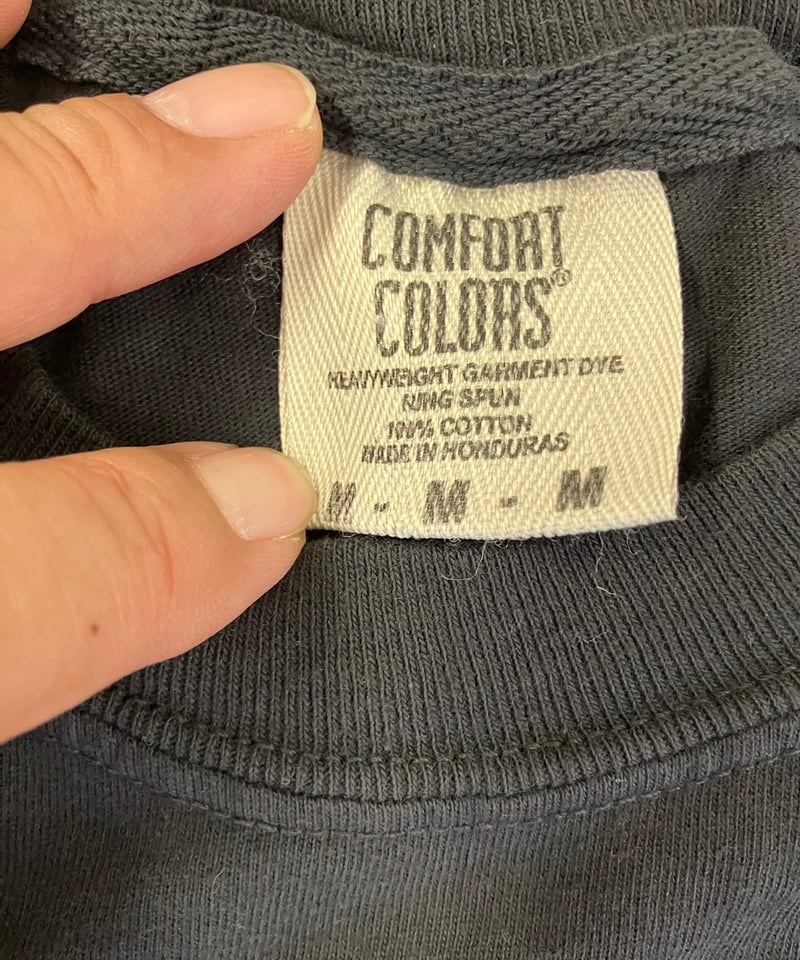 COMFORT
COLORS®
HEAVYWEIGHT GARMENT DYE
RING SPUN
100% COTTON
MADE IN HONDURAS
M - M - M